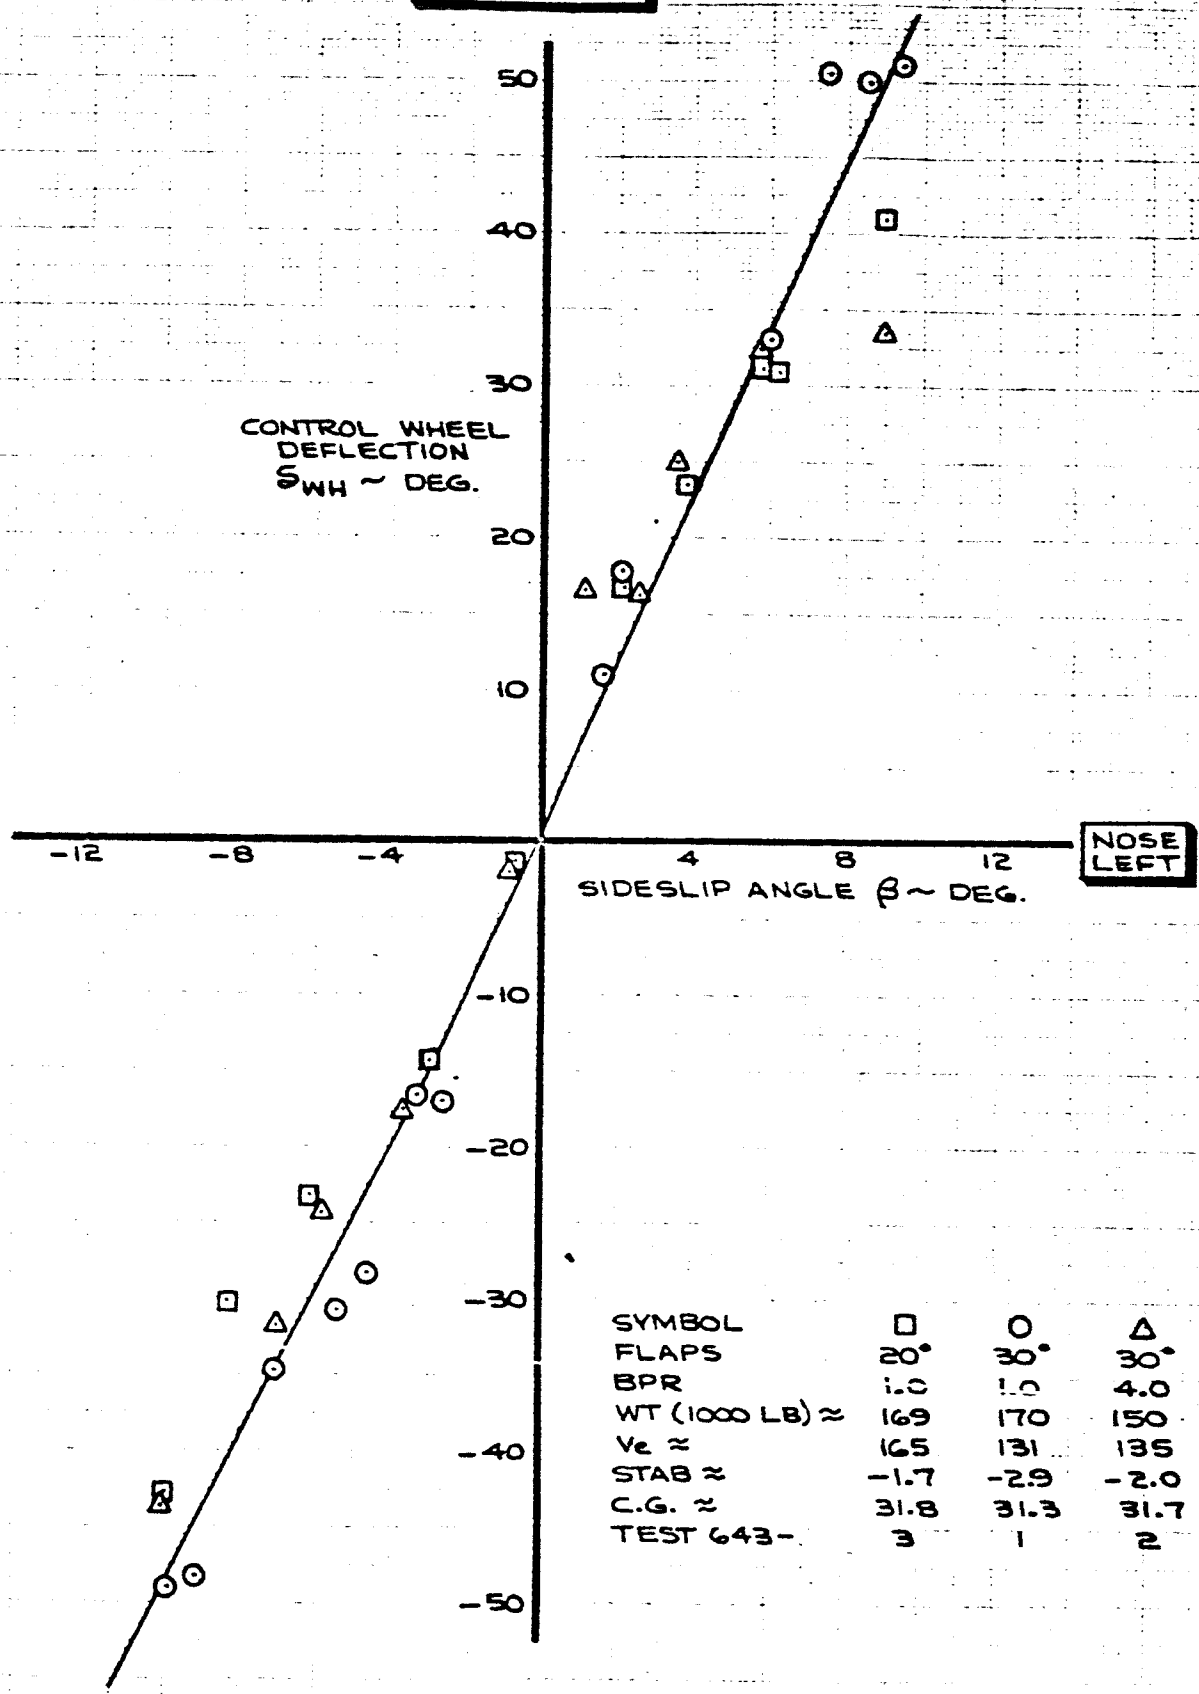 50
40
30
CONTROL WHEEL
DEFLECTION
δWH ~ DEG.
20
10
-12 -8 -4 4 8 12
NOSE
LEFT
SIDESLIP ANGLE β ~ DEG.
-10
-20
-30
-40
-50
SYMBOL □ ○ △
FLAPS 20° 30° 30°
BPR 1.0 1.0 4.0
WT (1000 LB) ≈ 169 170 150
Ve ≈ 165 131 135
STAB ≈ -1.7 -2.9 -2.0
C.G. ≈ 31.8 31.3 31.7
TEST 643- 3 1 2